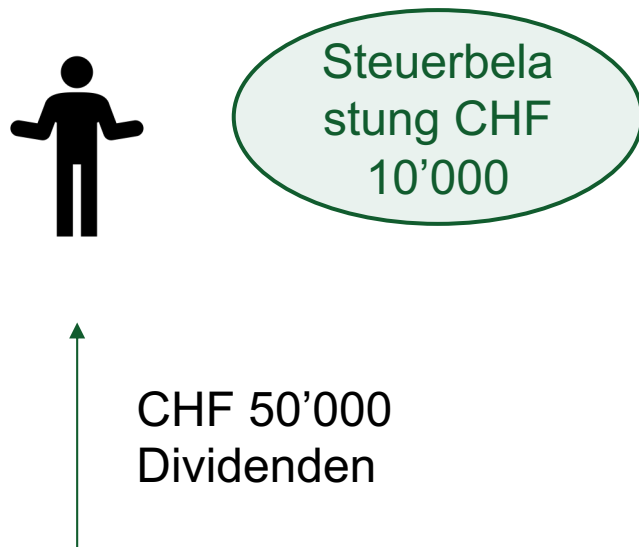 Steuerbela
stung CHF
10’000
CHF 50’000
Dividenden